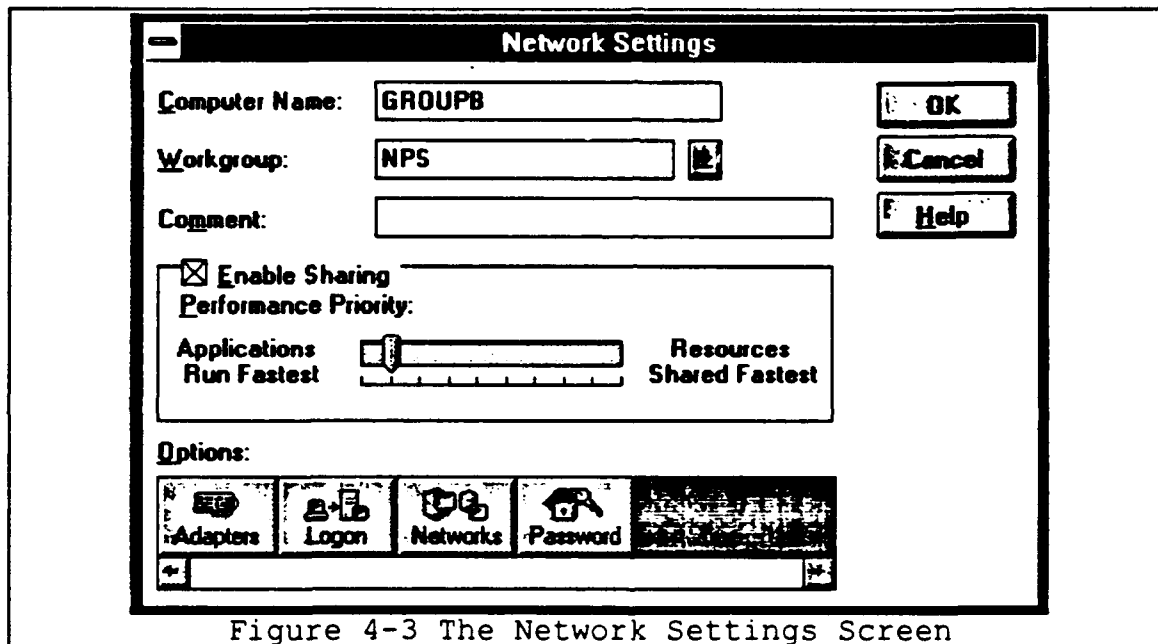 Network Settings
Computer Name: GROUPB
OK
Workgroup: NPS
Cancel
Comment:
Help
Enable Sharing
Performance Priority:
Applications Run Fastest
Resources Shared Fastest
Options:
Adapters Logon Networks Password
Figure 4-3 The Network Settings Screen